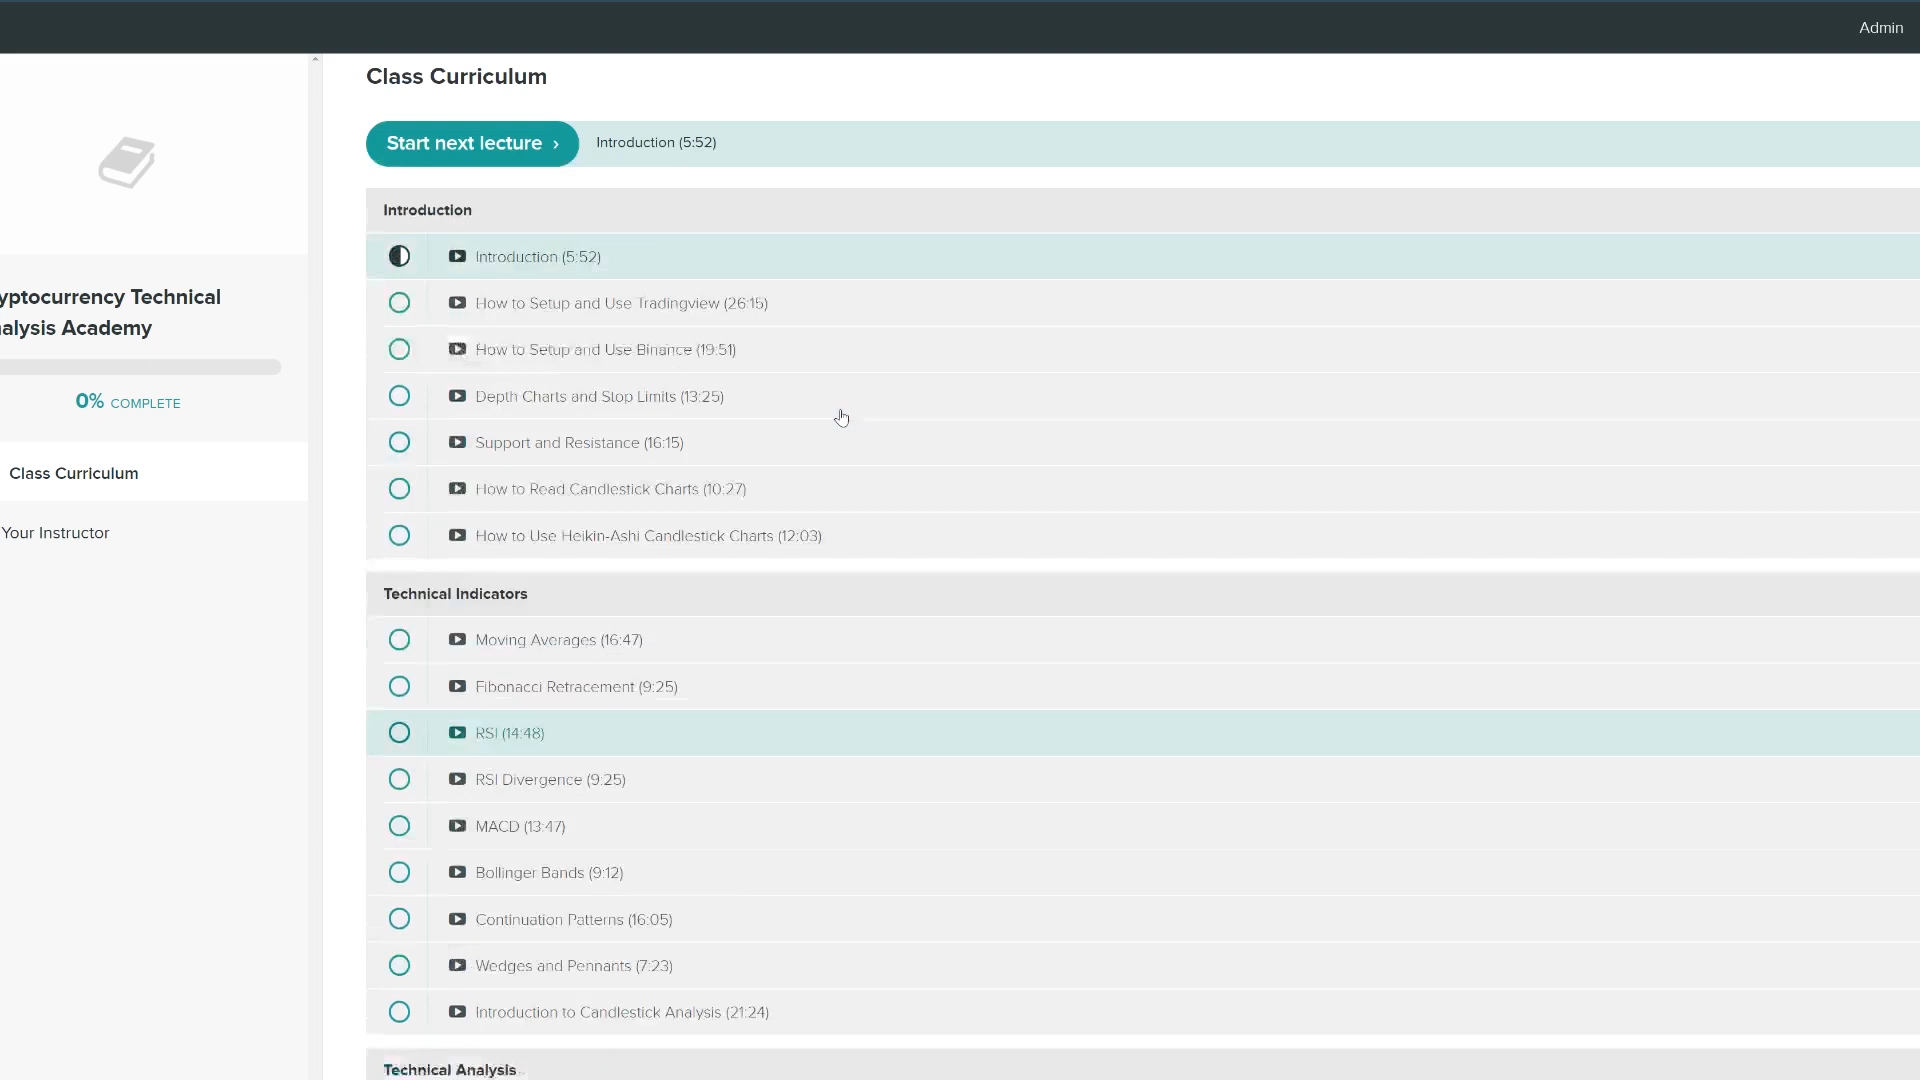 Admin
yptocurrency Technical
alysis Academy
0% COMPLETE
Class Curriculum
Your Instructor
Class Curriculum
Start next lecture ›
Introduction (5:52)
Introduction
Introduction (5:52)
How to Setup and Use Tradingview (26:15)
How to Setup and Use Binance (19:51)
Depth Charts and Stop Limits (13:25)
Support and Resistance (16:15)
How to Read Candlestick Charts (10:27)
How to Use Heikin-Ashi Candlestick Charts (12:03)
Technical Indicators
Moving Averages (16:47)
Fibonacci Retracement (9:25)
RSI (14:48)
RSI Divergence (9:25)
MACD (13:47)
Bollinger Bands (9:12)
Continuation Patterns (16:05)
Wedges and Pennants (7:23)
Introduction to Candlestick Analysis (21:24)
Technical Analysis